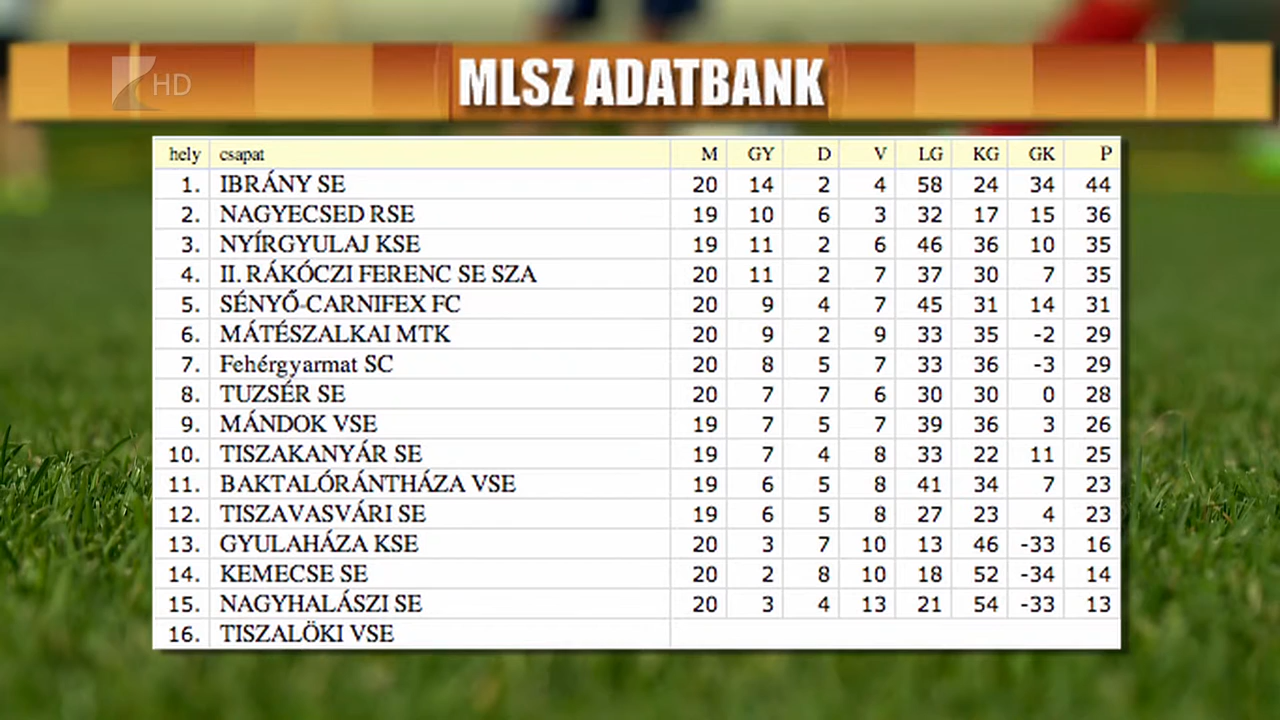 MLSZ ADATBANK
HD
hely csapat M GY D V LG KG GK P
1. IBRÁNY SE 20 14 2 4 58 24 34 44
2. NAGYECSED RSE 19 10 6 3 32 17 15 36
3. NYÍRGYULAJ KSE 19 11 2 6 46 36 10 35
4. II. RÁKÓCZI FERENC SE SZA 20 11 2 7 37 30 7 35
5. SÉNYŐ-CARNIFEX FC 20 9 4 7 45 31 14 31
6. MÁTÉSZALKAI MTK 20 9 2 9 33 35 -2 29
7. Fehérgyarmat SC 20 8 5 7 33 36 -3 29
8. TUZSÉR SE 20 7 7 6 30 30 0 28
9. MÁNDOK VSE 19 7 5 7 39 36 3 26
10. TISZAKANYÁR SE 19 7 4 8 33 22 11 25
11. BAKTALÓRÁNTHÁZA VSE 19 6 5 8 41 34 7 23
12. TISZAVASVÁRI SE 19 6 5 8 27 23 4 23
13. GYULAHÁZA KSE 20 3 7 10 13 46 -33 16
14. KEMECSE SE 20 2 8 10 18 52 -34 14
15. NAGYHALÁSZI SE 20 3 4 13 21 54 -33 13
16. TISZALÖKI VSE